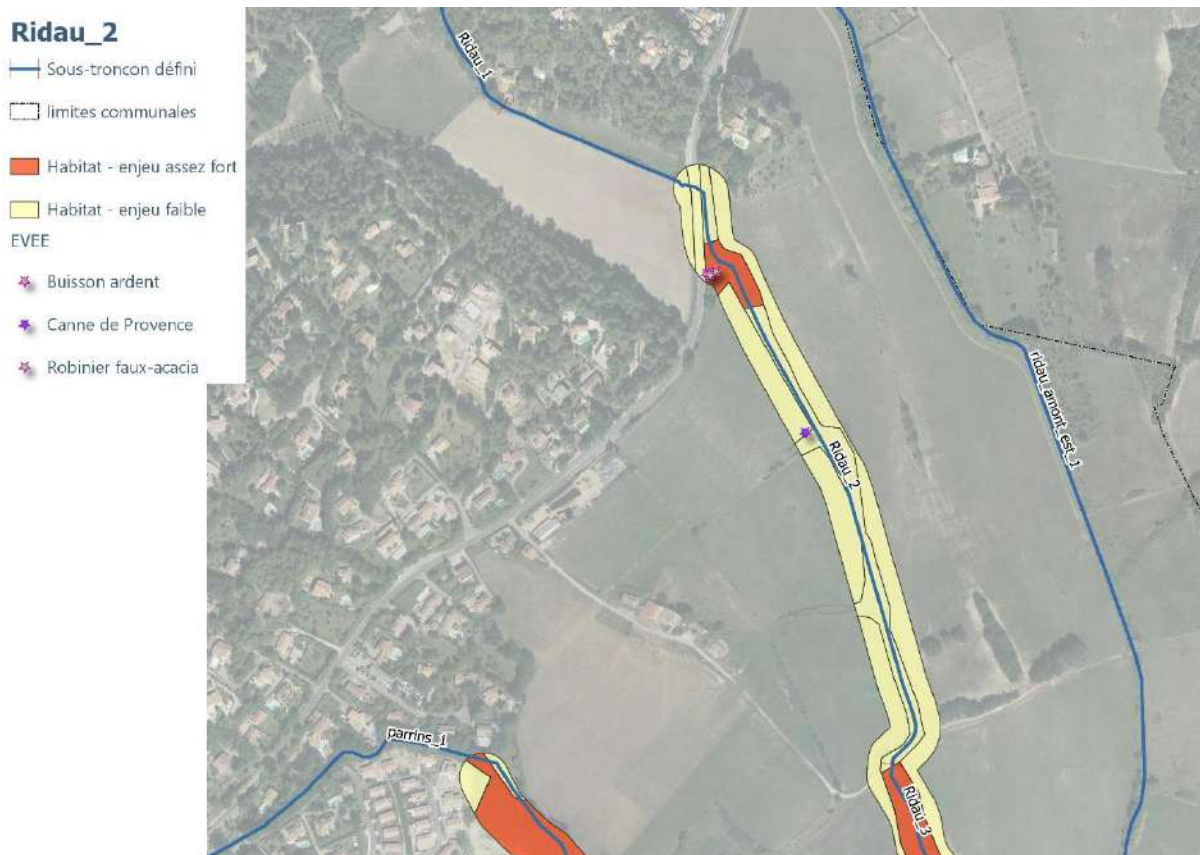 Ridau_2
Sous-troncon défini
limites communales
Habitat - enjeu assez fort
Habitat - enjeu faible
EVEE
Buisson ardent
Canne de Provence
Robinier faux-acacia
Ridau_1
ridau_amont_est_1
Ridau_2
parrins_1
Ridau_3